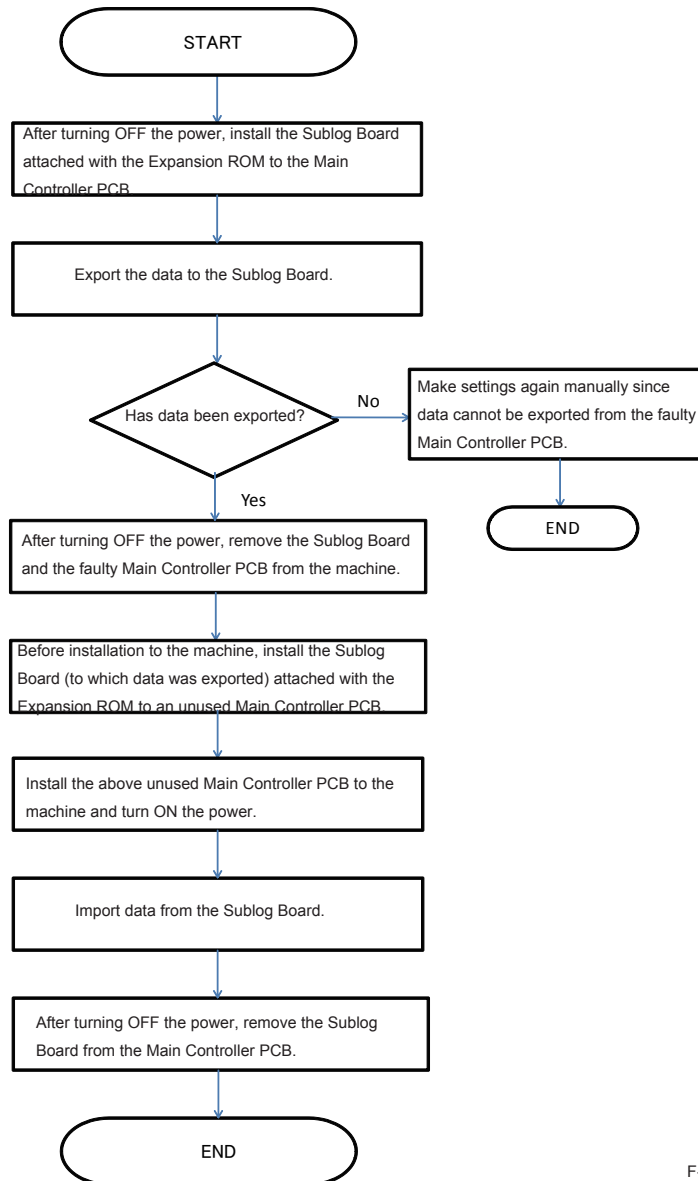 START
After turning OFF the power, install the Sublog Board
attached with the Expansion ROM to the Main
Controller PCB.
Export the data to the Sublog Board.
Has data been exported?
No
Make settings again manually since
data cannot be exported from the faulty
Main Controller PCB.
END
Yes
After turning OFF the power, remove the Sublog Board
and the faulty Main Controller PCB from the machine.
Before installation to the machine, install the Sublog
Board (to which data was exported) attached with the
Expansion ROM to an unused Main Controller PCB.
Install the above unused Main Controller PCB to the
machine and turn ON the power.
Import data from the Sublog Board.
After turning OFF the power, remove the Sublog
Board from the Main Controller PCB.
END